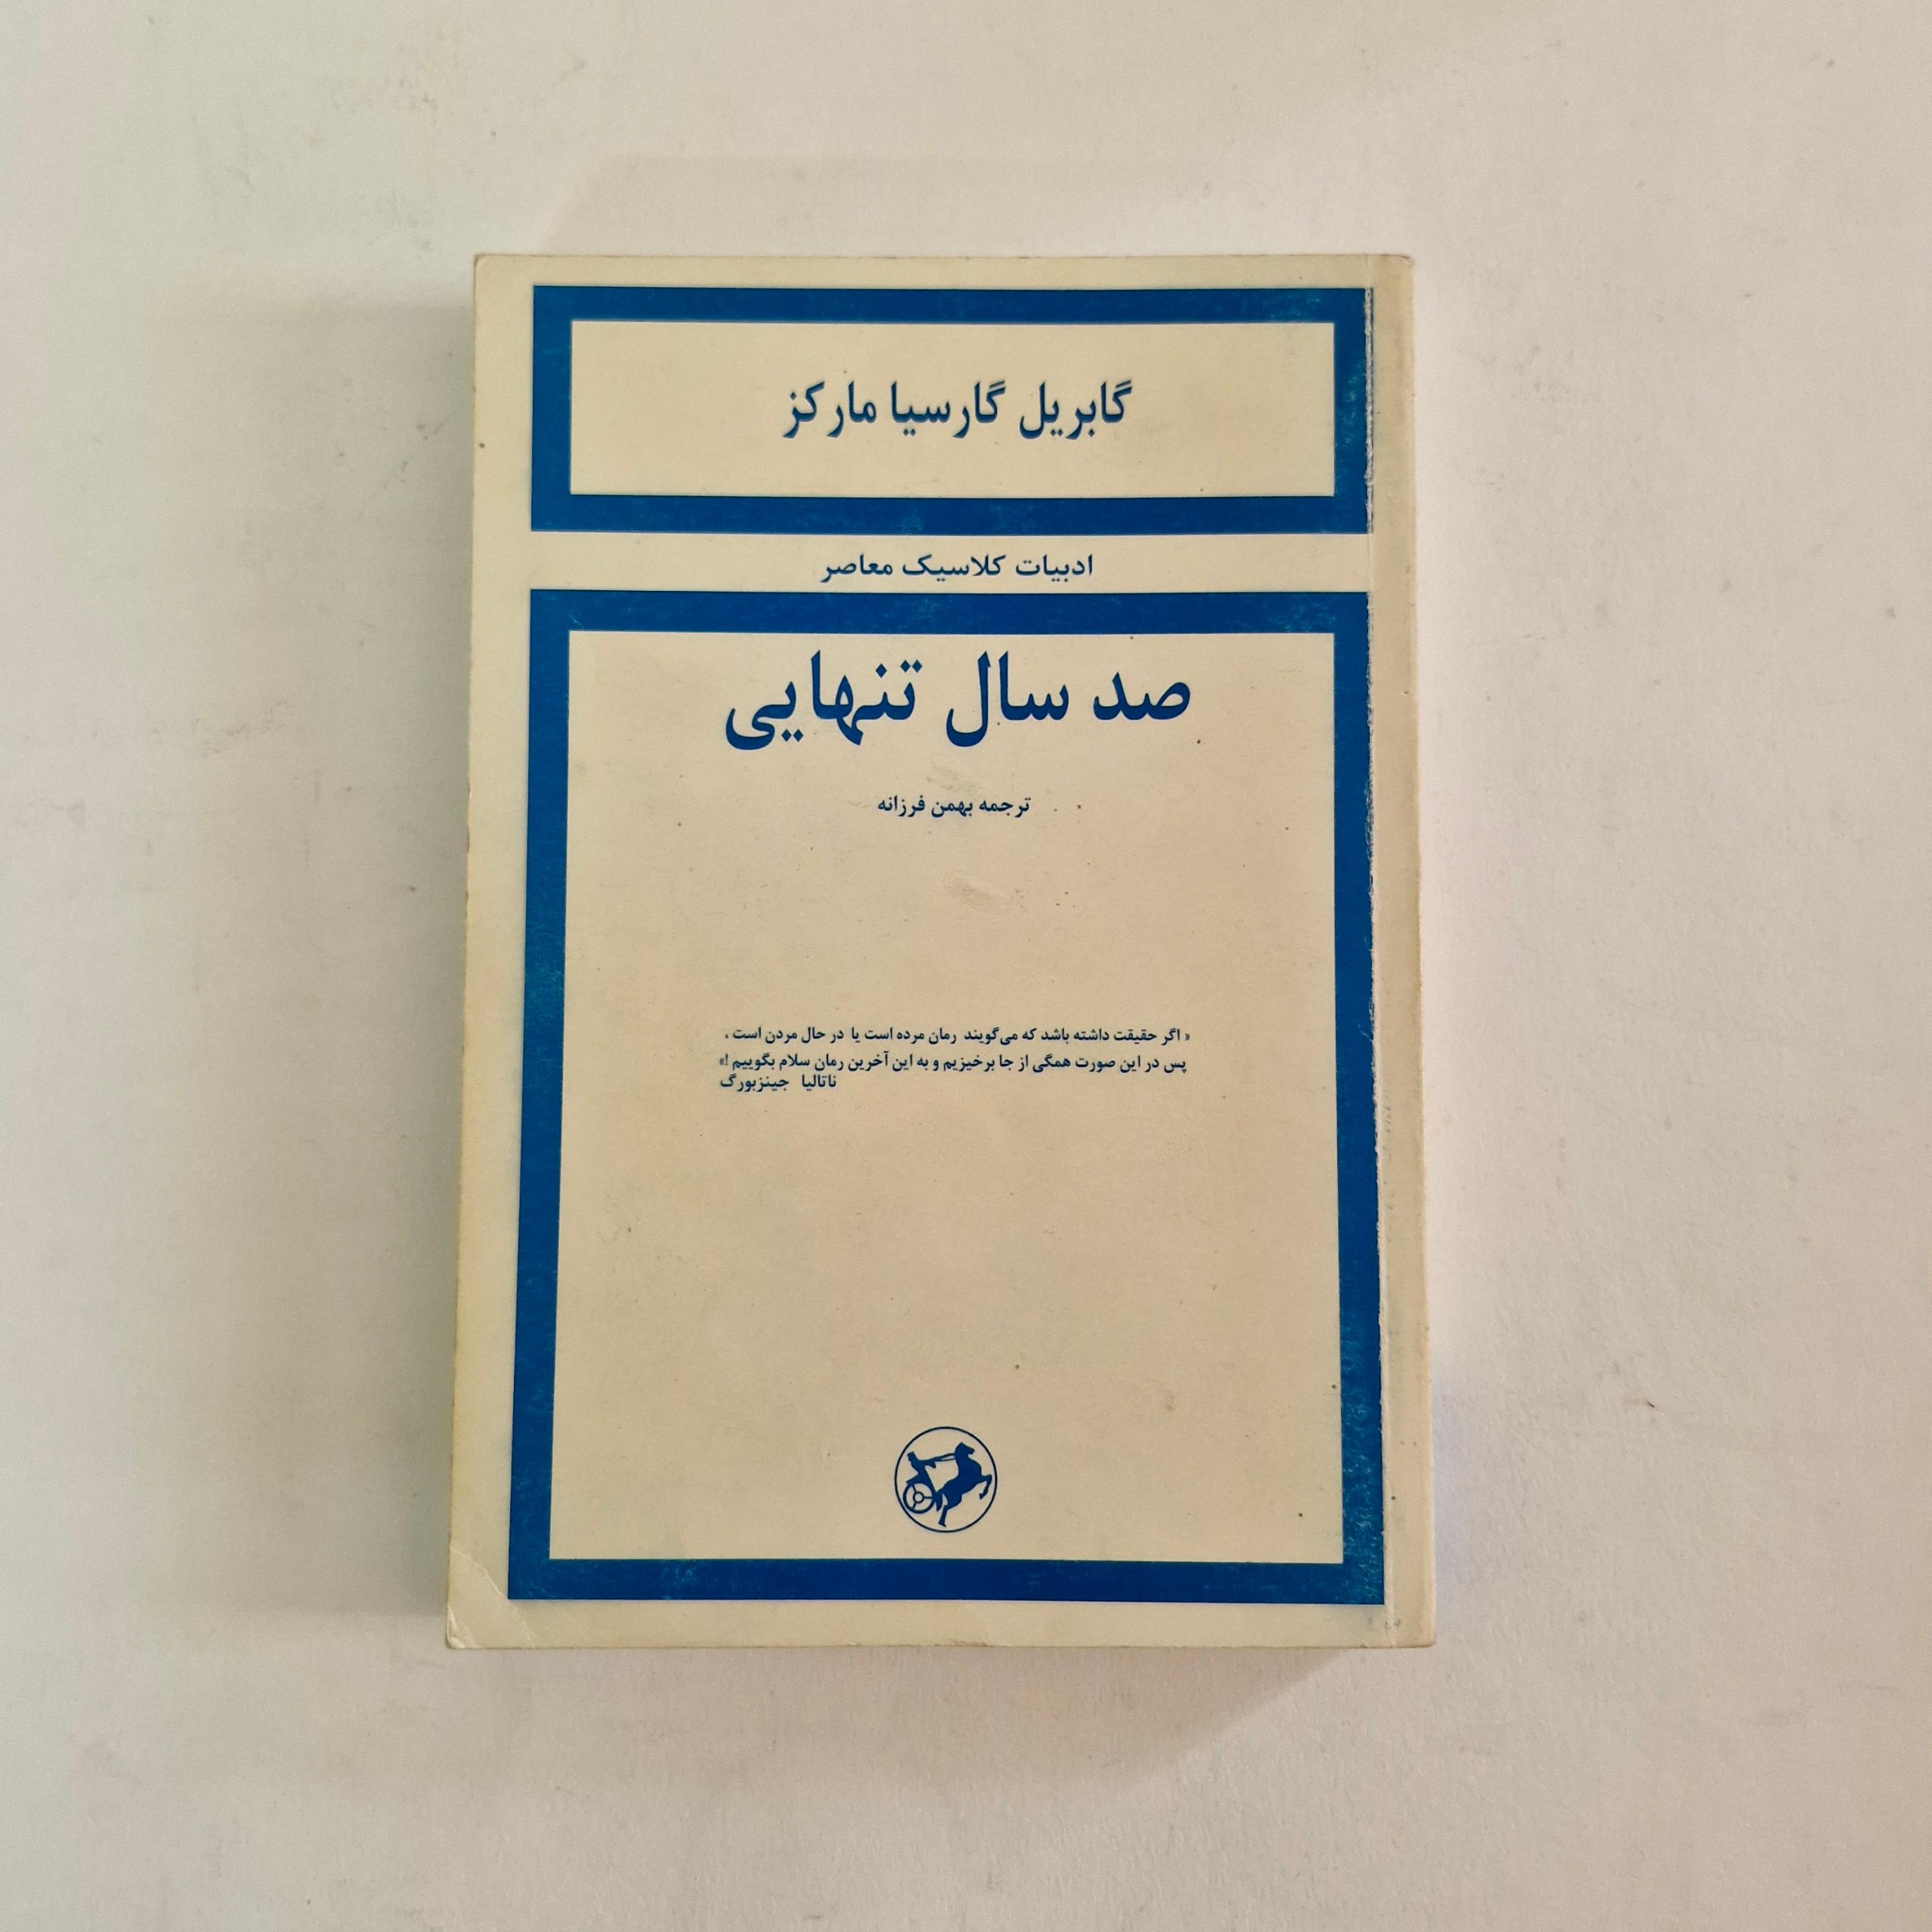 گابریل گارسیا مارکز
ادبیات کلاسیک معاصر
صد سال تنهایی
ترجمه بهمن فرزانه
« اگر حقیقت داشته باشد که می‌گویند رمان مرده است یا در حال مردن است ،
پس در این صورت همگی از جا برخیزیم و به این آخرین رمان سلام بگوییم !»
ناتالیا جینزبورگ